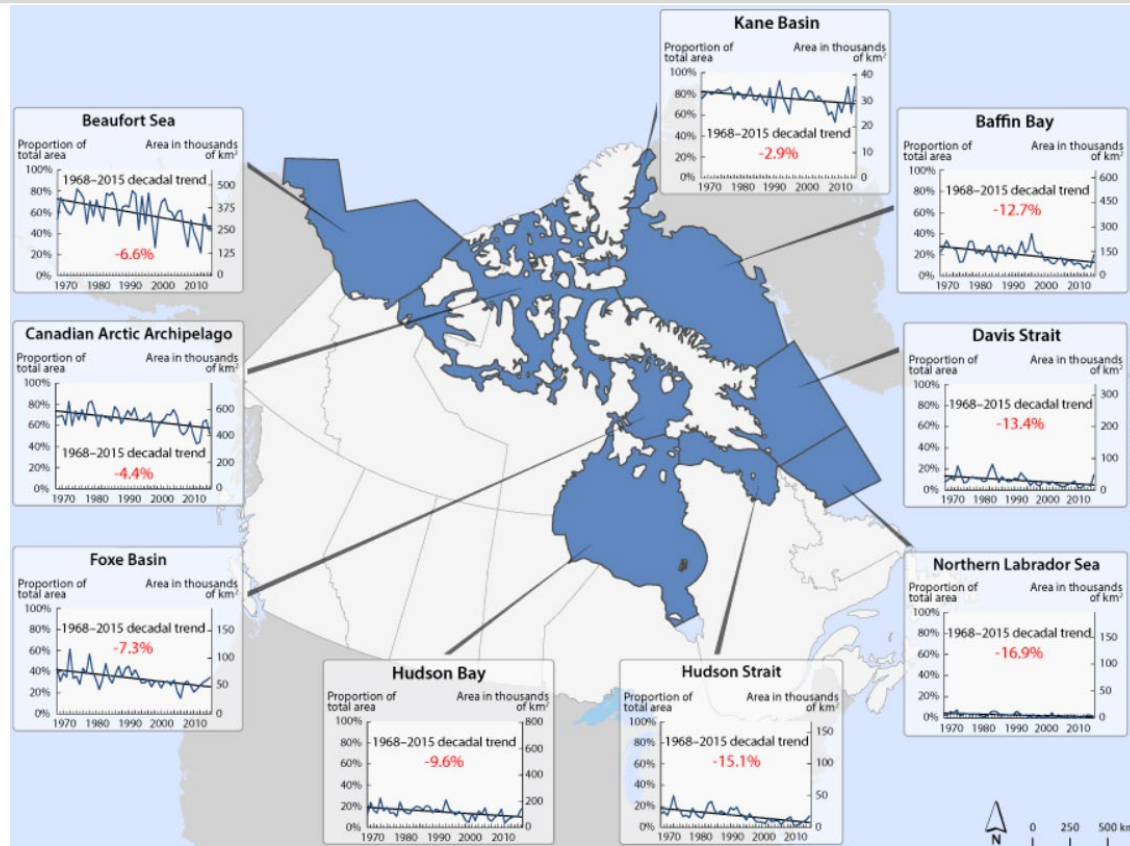 Kane Basin
Proportion of
total area
Area in thousands
of km²
100%
80%
60%
40%
20%
0%
40
30
20
10
0
1968–2015 decadal trend
-2.9%
1970 1980 1990 2000 2010
Beaufort Sea
Proportion of
total area
Area in thousands
of km²
100%
80%
60%
40%
20%
0%
500
375
250
125
0
1968–2015 decadal trend
-6.6%
1970 1980 1990 2000 2010
Baffin Bay
Proportion of
total area
Area in thousands
of km²
100%
80%
60%
40%
20%
0%
600
450
300
150
0
1968–2015 decadal trend
-12.7%
1970 1980 1990 2000 2010
Canadian Arctic Archipelago
Proportion of
total area
Area in thousands
of km²
100%
80%
60%
40%
20%
0%
600
400
200
0
1968–2015 decadal trend
-4.4%
1970 1980 1990 2000 2010
Davis Strait
Proportion of
total area
Area in thousands
of km²
100%
80%
60%
40%
20%
0%
300
200
100
0
1968–2015 decadal trend
-13.4%
1970 1980 1990 2000 2010
Foxe Basin
Proportion of
total area
Area in thousands
of km²
100%
80%
60%
40%
20%
0%
150
100
50
0
1968–2015 decadal trend
-7.3%
1970 1980 1990 2000 2010
Northern Labrador Sea
Proportion of
total area
Area in thousands
of km²
100%
80%
60%
40%
20%
0%
150
100
50
0
1968–2015 decadal trend
-16.9%
1970 1980 1990 2000 2010
Hudson Bay
Proportion of
total area
Area in thousands
of km²
100%
80%
60%
40%
20%
0%
800
600
400
200
0
1968–2015 decadal trend
-9.6%
1970 1980 1990 2000 2010
Hudson Strait
Proportion of
total area
Area in thousands
of km²
100%
80%
60%
40%
20%
0%
150
100
50
0
1968–2015 decadal trend
-15.1%
1970 1980 1990 2000 2010
N
0 250 500 km